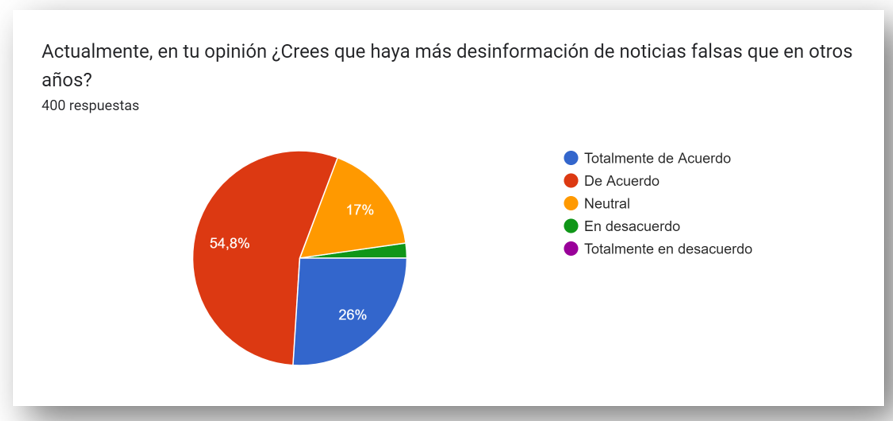 Actualmente, en tu opinión ¿Crees que haya más desinformación de noticias falsas que en otros
años?
400 respuestas
Totalmente de Acuerdo
De Acuerdo
Neutral
En desacuerdo
Totalmente en desacuerdo
17%
54,8%
26%